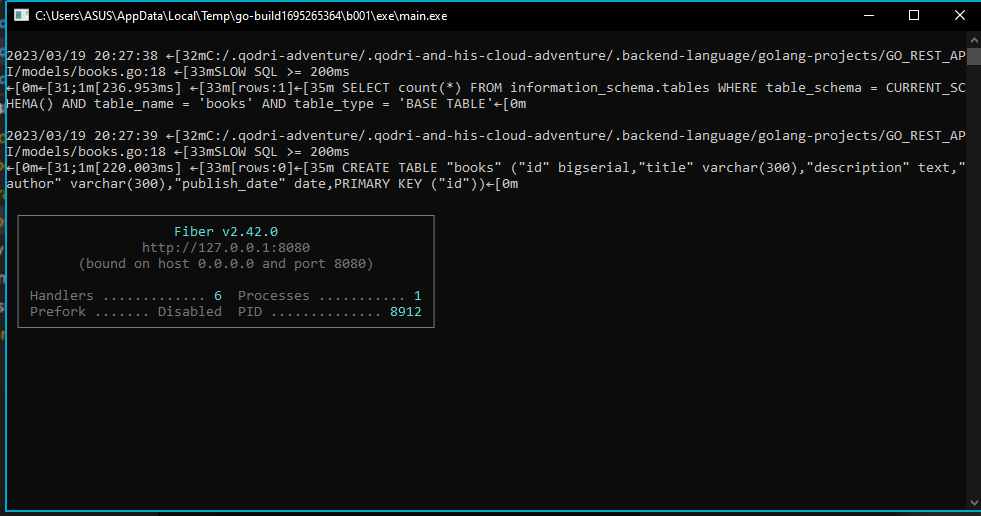 C:\Users\ASUS\AppData\Local\Temp\go-build1695265364\b001\exe\main.exe
2023/03/19 20:27:38 ←[32mC:/.qodri-adventure/.qodri-and-his-cloud-adventure/.backend-language/golang-projects/GO_REST_AP
I/models/books.go:18 ←[33mSLOW SQL >= 200ms
←[0m←[31;1m[236.953ms] ←[33m[rows:1]←[35m SELECT count(*) FROM information_schema.tables WHERE table_schema = CURRENT_SC
HEMA() AND table_name = 'books' AND table_type = 'BASE TABLE'←[0m
2023/03/19 20:27:39 ←[32mC:/.qodri-adventure/.qodri-and-his-cloud-adventure/.backend-language/golang-projects/GO_REST_AP
I/models/books.go:18 ←[33mSLOW SQL >= 200ms
←[0m←[31;1m[220.003ms] ←[33m[rows:0]←[35m CREATE TABLE "books" ("id" bigserial,"title" varchar(300),"description" text,"
author" varchar(300),"publish_date" date,PRIMARY KEY ("id"))←[0m
Fiber v2.42.0
http://127.0.0.1:8080
(bound on host 0.0.0.0 and port 8080)
Handlers ............. 6  Processes ........... 1
Prefork ....... Disabled  PID .............. 8912